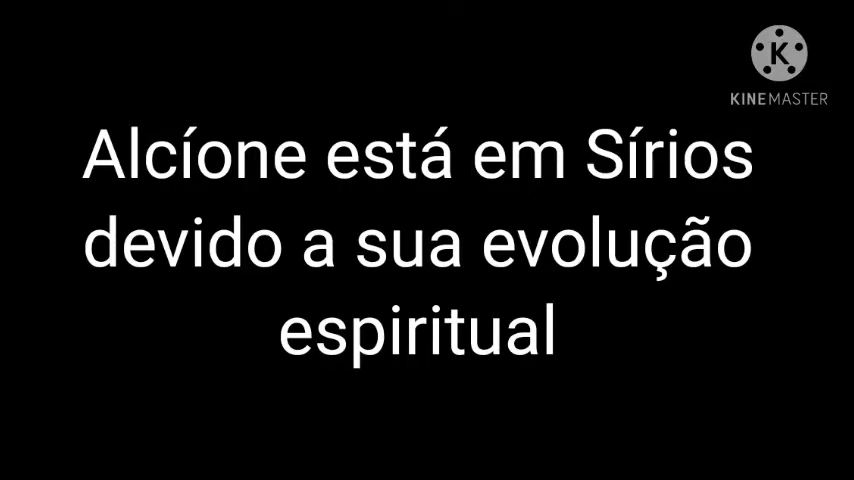 KINEMASTER
Alcíone está em Sírios
devido a sua evolução
espiritual